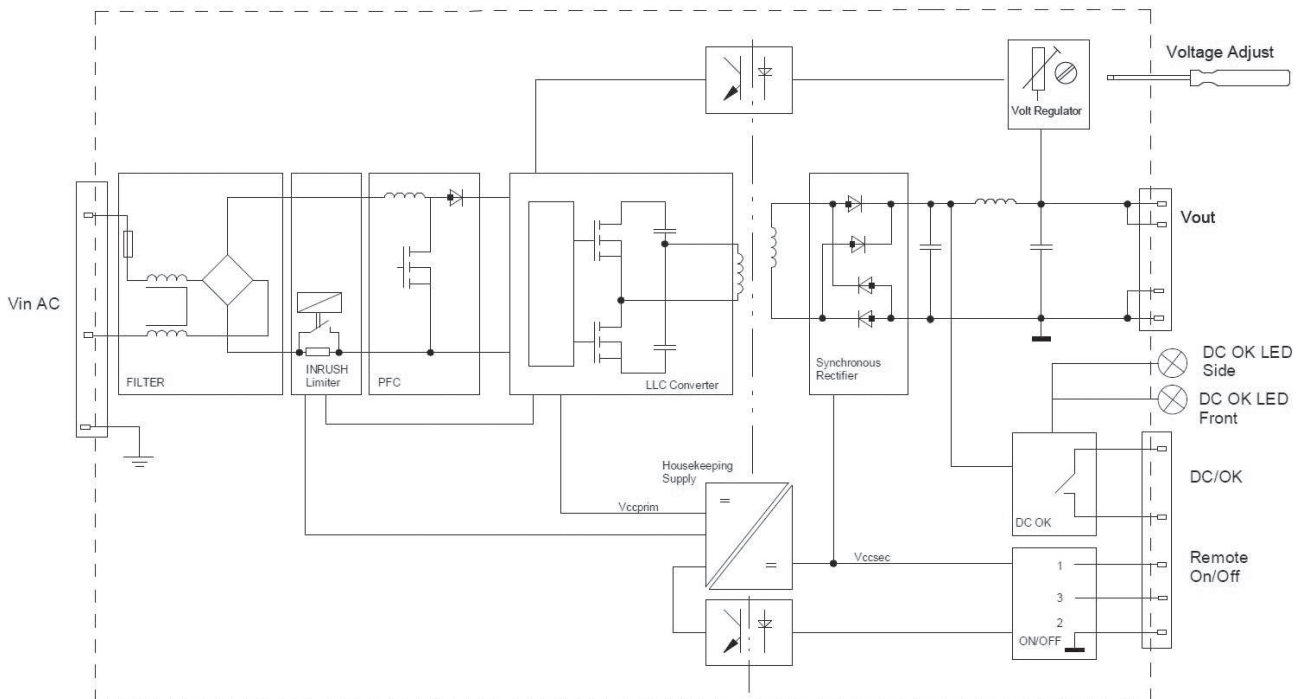 Voltage Adjust
Volt Regulator
Vin AC
FILTER
INRUSH
Limiter
PFC
LLC Converter
Synchronous
Rectifier
Vout
DC OK LED
Side
DC OK LED
Front
Housekeeping
Supply
Vccprim
DC OK
DC/OK
Vccsec
1
3
2
ON/OFF
Remote
On/Off